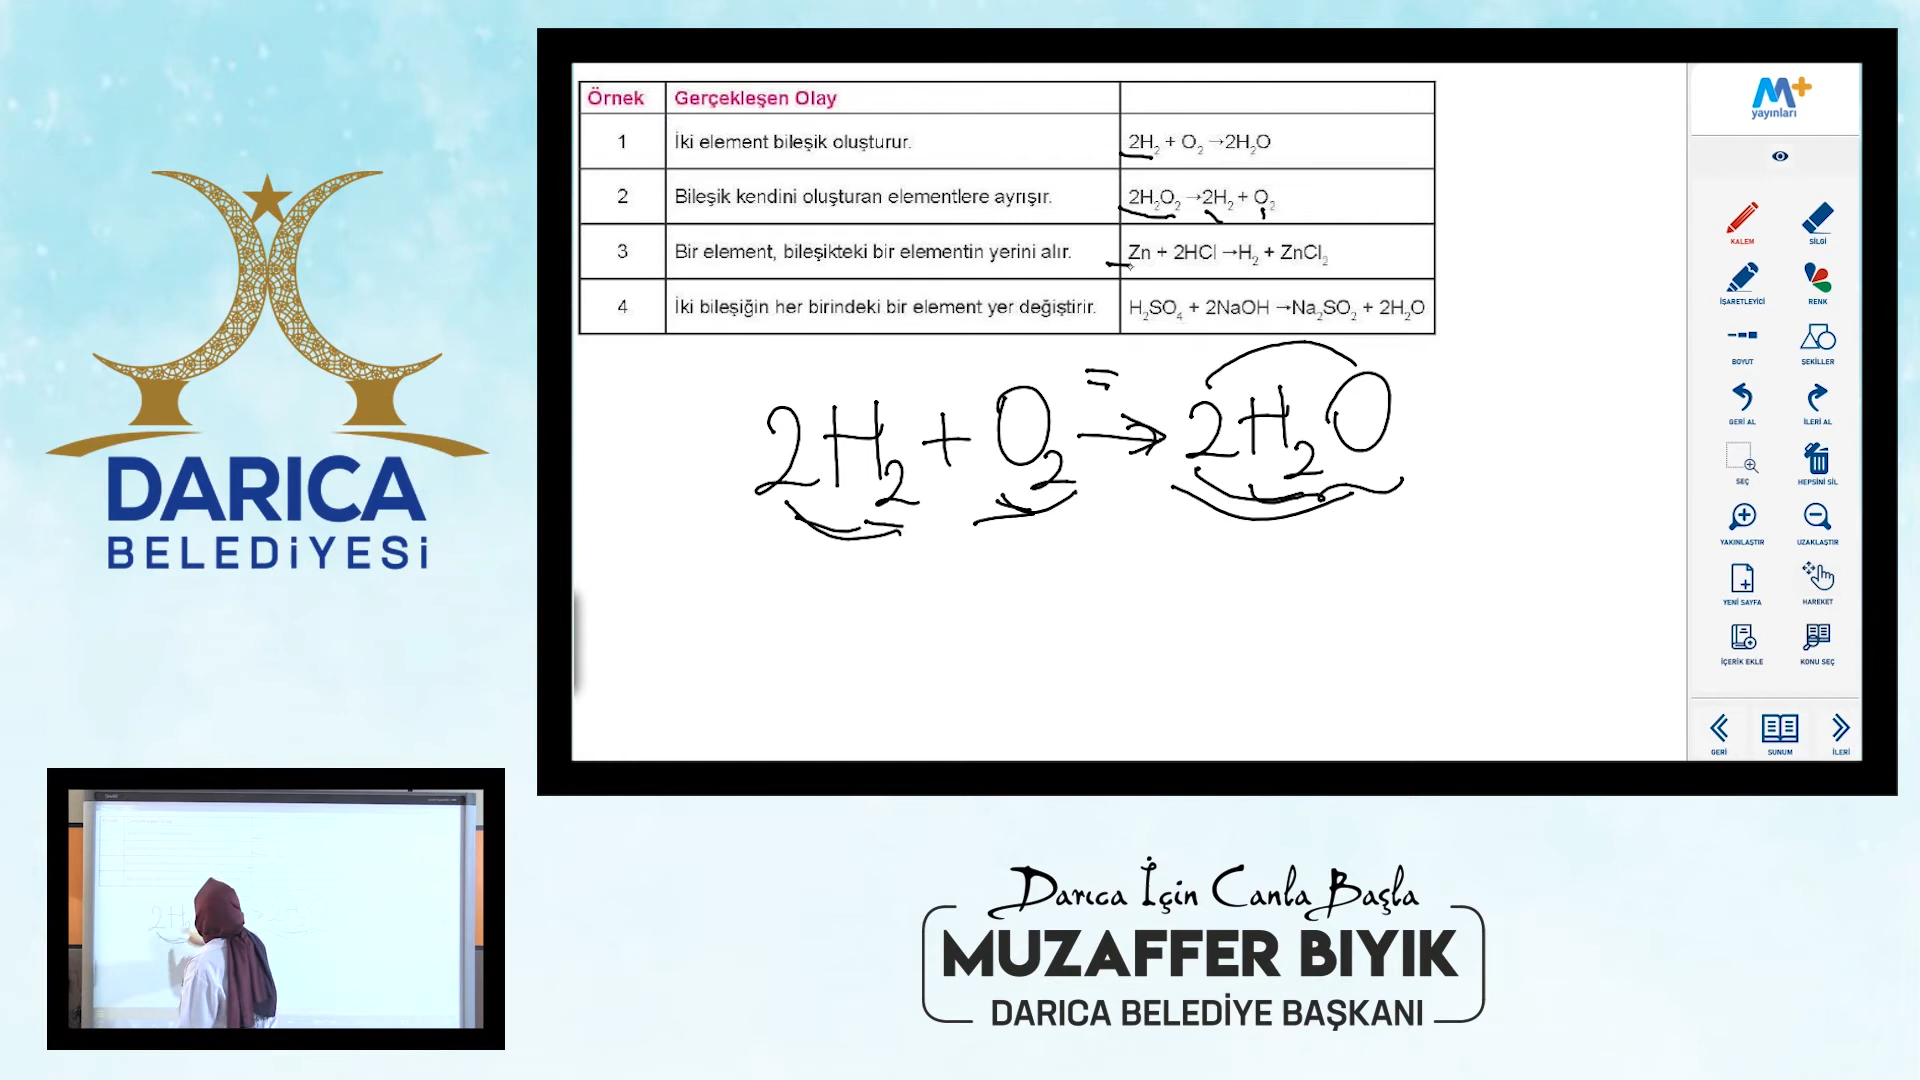 DARICA
BELEDİYESİ
Örnek Gerçekleşen Olay
1 İki element bileşik oluşturur. 2H₂ + O₂ →2H₂O
2 Bileşik kendini oluşturan elementlere ayrışır. 2H₂O₂ →2H₂ + O₂
3 Bir element, bileşikteki bir elementin yerini alır. Zn + 2HCl →H₂ + ZnCl₂
4 İki bileşiğin her birindeki bir element yer değiştirir. H₂SO₄ + 2NaOH →Na₂SO₂ + 2H₂O
2H₂ + O₂ → 2H₂O
M+
yayınları
KALEM SİLGİ
İŞARETLEYİCİ RENK
BOYUT ŞEKİLLER
GERİ AL İLERİ AL
SEÇ HEPSİNİ SİL
YAKINLAŞTIR UZAKLAŞTIR
YENİ SAYFA HAREKET
İÇERİK EKLE KONU SEÇ
GERİ SUNUM İLERİ
Darıca İçin Canla Başla
MUZAFFER BIYIK
DARICA BELEDİYE BAŞKANI